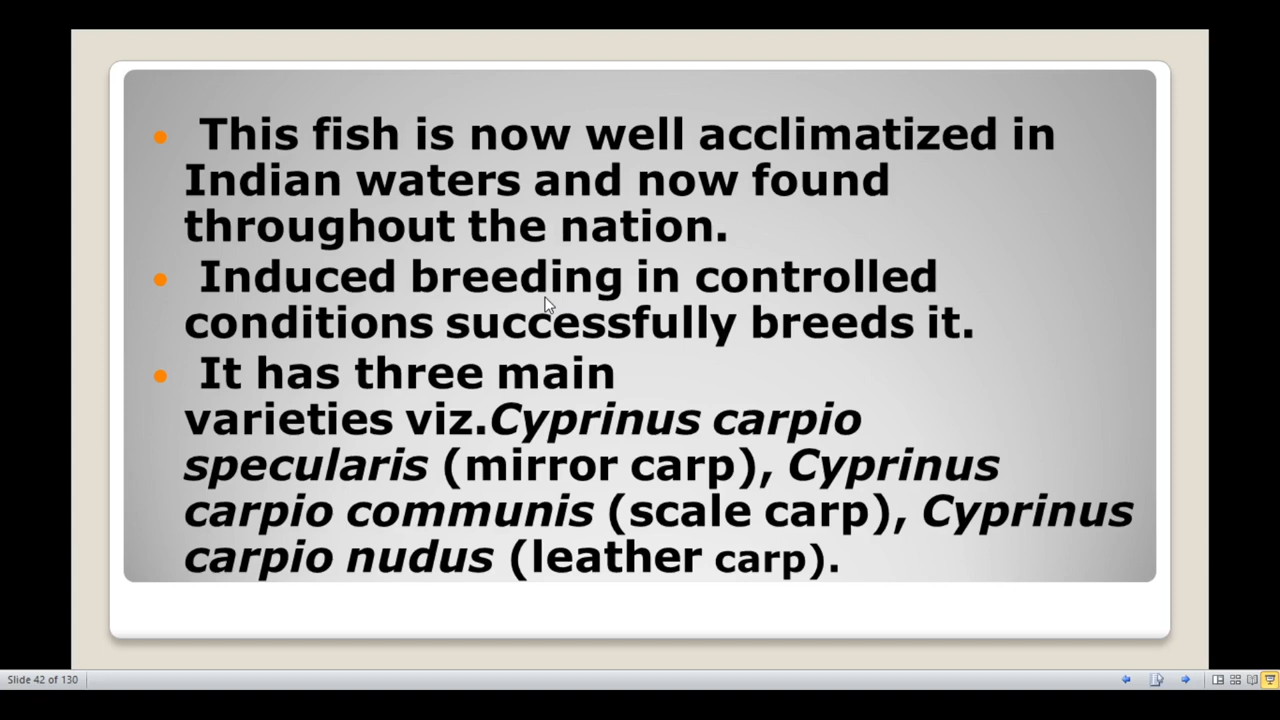 • This fish is now well acclimatized in
Indian waters and now found
throughout the nation.
• Induced breeding in controlled
conditions successfully breeds it.
• It has three main
varieties viz.Cyprinus carpio
specularis (mirror carp), Cyprinus
carpio communis (scale carp), Cyprinus
carpio nudus (leather carp).
Slide 42 of 130